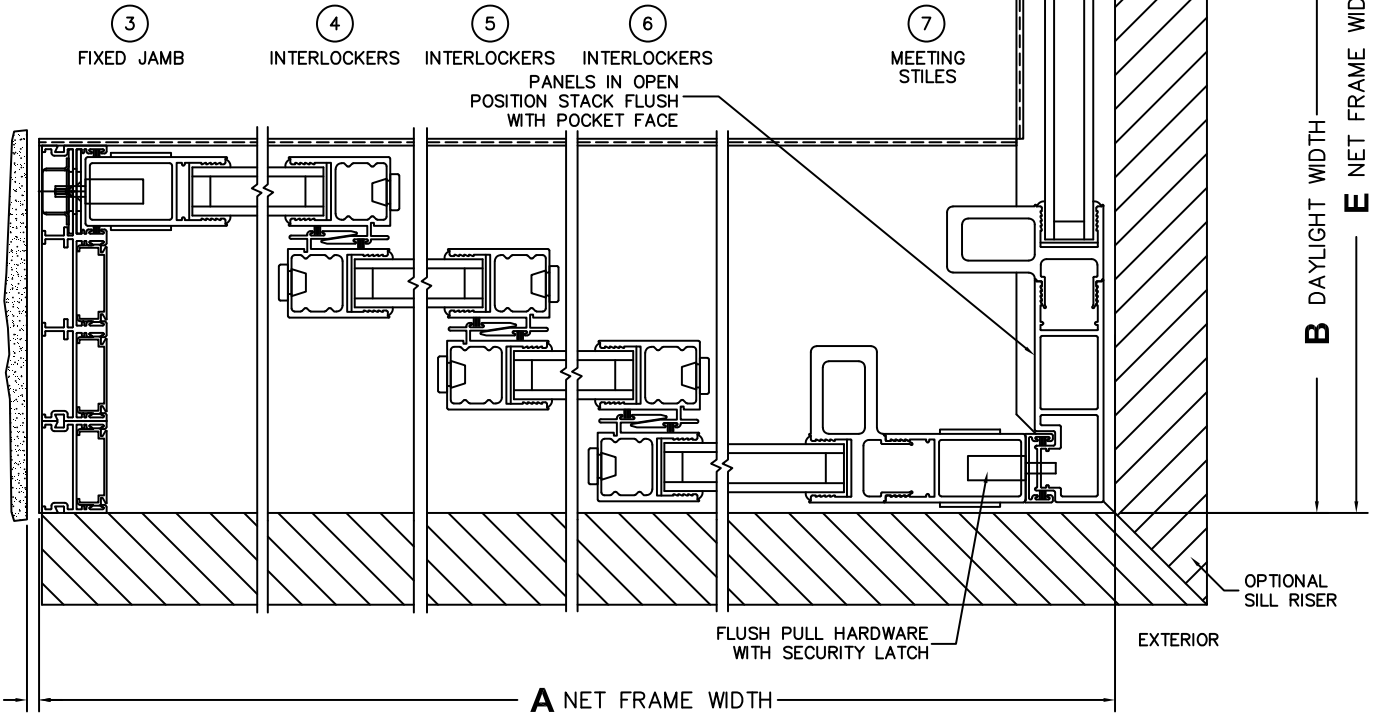 3
FIXED JAMB
4
INTERLOCKERS
5
INTERLOCKERS
6
INTERLOCKERS
7
MEETING
STILES
PANELS IN OPEN
POSITION STACK FLUSH
WITH POCKET FACE
B DAYLIGHT WIDTH
E NET FRAME WID
OPTIONAL
SILL RISER
FLUSH PULL HARDWARE
WITH SECURITY LATCH
EXTERIOR
A NET FRAME WIDTH